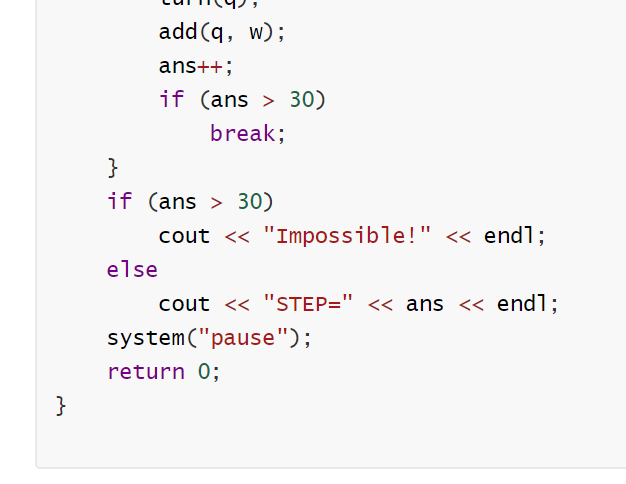 turn(q);
add(q, w);
ans++;
if (ans > 30)
break;
}
if (ans > 30)
cout << "Impossible!" << endl;
else
cout << "STEP=" << ans << endl;
system("pause");
return 0;
}